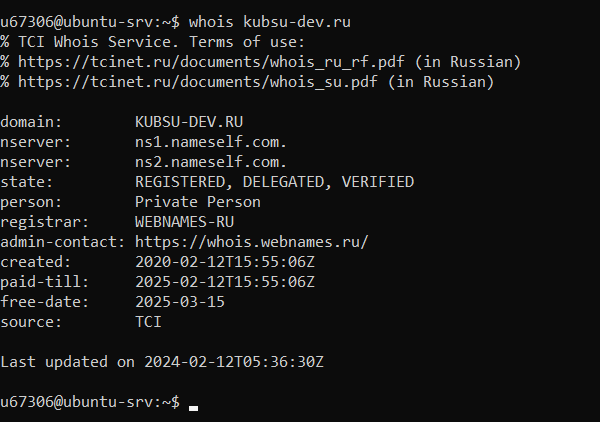 u67306@ubuntu-srv:~$ whois kubsu-dev.ru
% TCI Whois Service. Terms of use:
% https://tcinet.ru/documents/whois_ru_rf.pdf (in Russian)
% https://tcinet.ru/documents/whois_su.pdf (in Russian)

domain:        KUBSU-DEV.RU
nserver:       ns1.nameself.com.
nserver:       ns2.nameself.com.
state:         REGISTERED, DELEGATED, VERIFIED
person:        Private Person
registrar:     WEBNAMES-RU
admin-contact: https://whois.webnames.ru/
created:       2020-02-12T15:55:06Z
paid-till:     2025-02-12T15:55:06Z
free-date:     2025-03-15
source:        TCI

Last updated on 2024-02-12T05:36:30Z

u67306@ubuntu-srv:~$